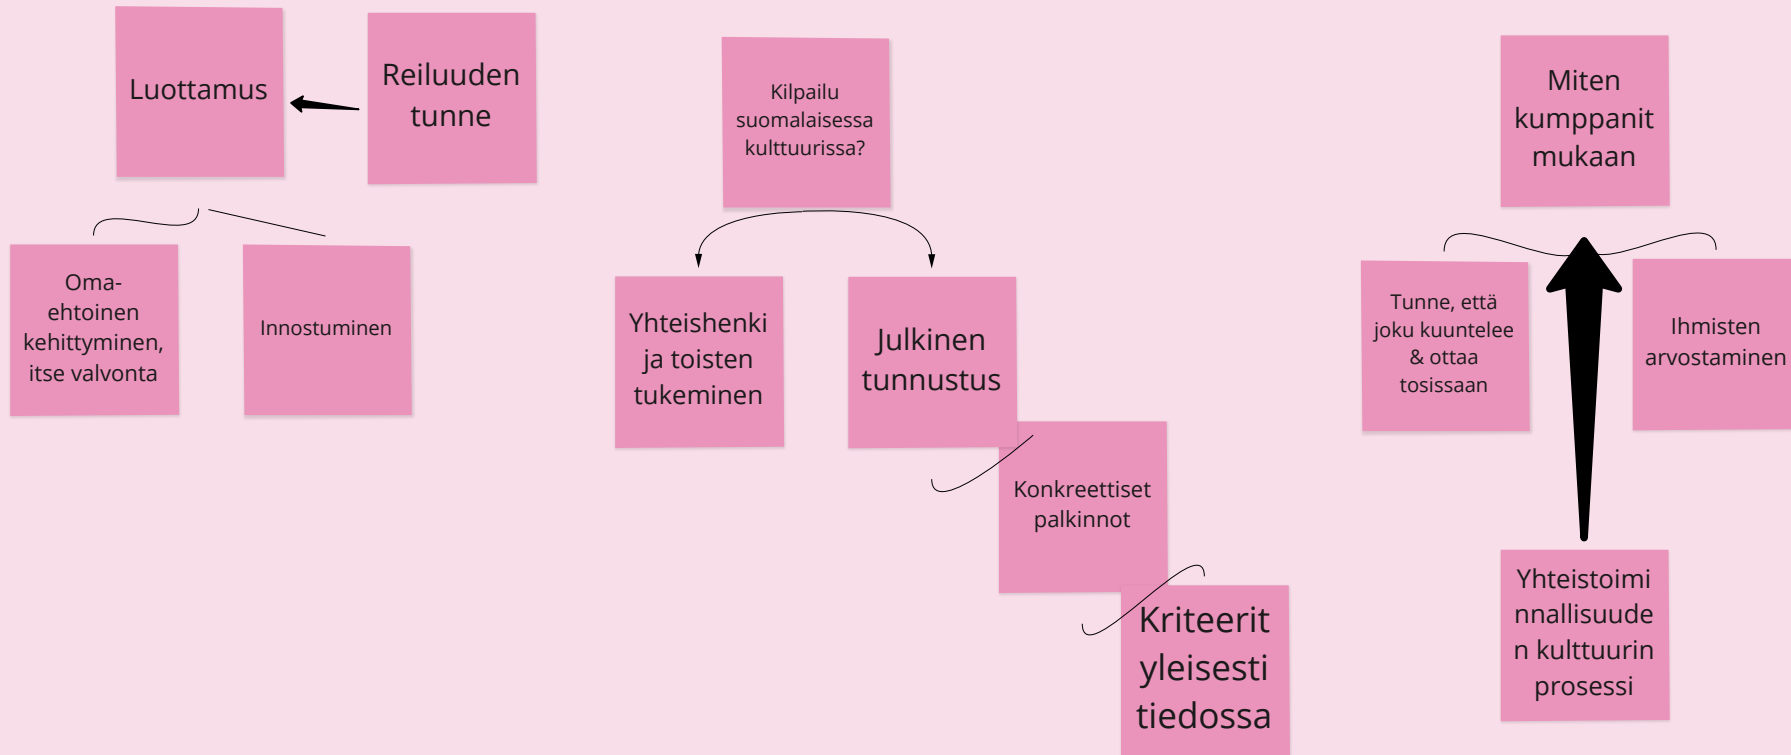 Luottamus
Reiluuden
tunne
Oma-
ehtoinen
kehittyminen,
itse valvonta
Innostuminen
Kilpailu
suomalaisessa
kulttuurissa?
Yhteishenki
ja toisten
tukeminen
Julkinen
tunnustus
Konkreettiset
palkinnot
Kriteerit
yleisesti
tiedossa
Miten
kumppanit
mukaan
Tunne, että
joku kuuntelee
& ottaa
tosissaan
Ihmisten
arvostaminen
Yhteistoimi
nnallisuude
n kulttuurin
prosessi